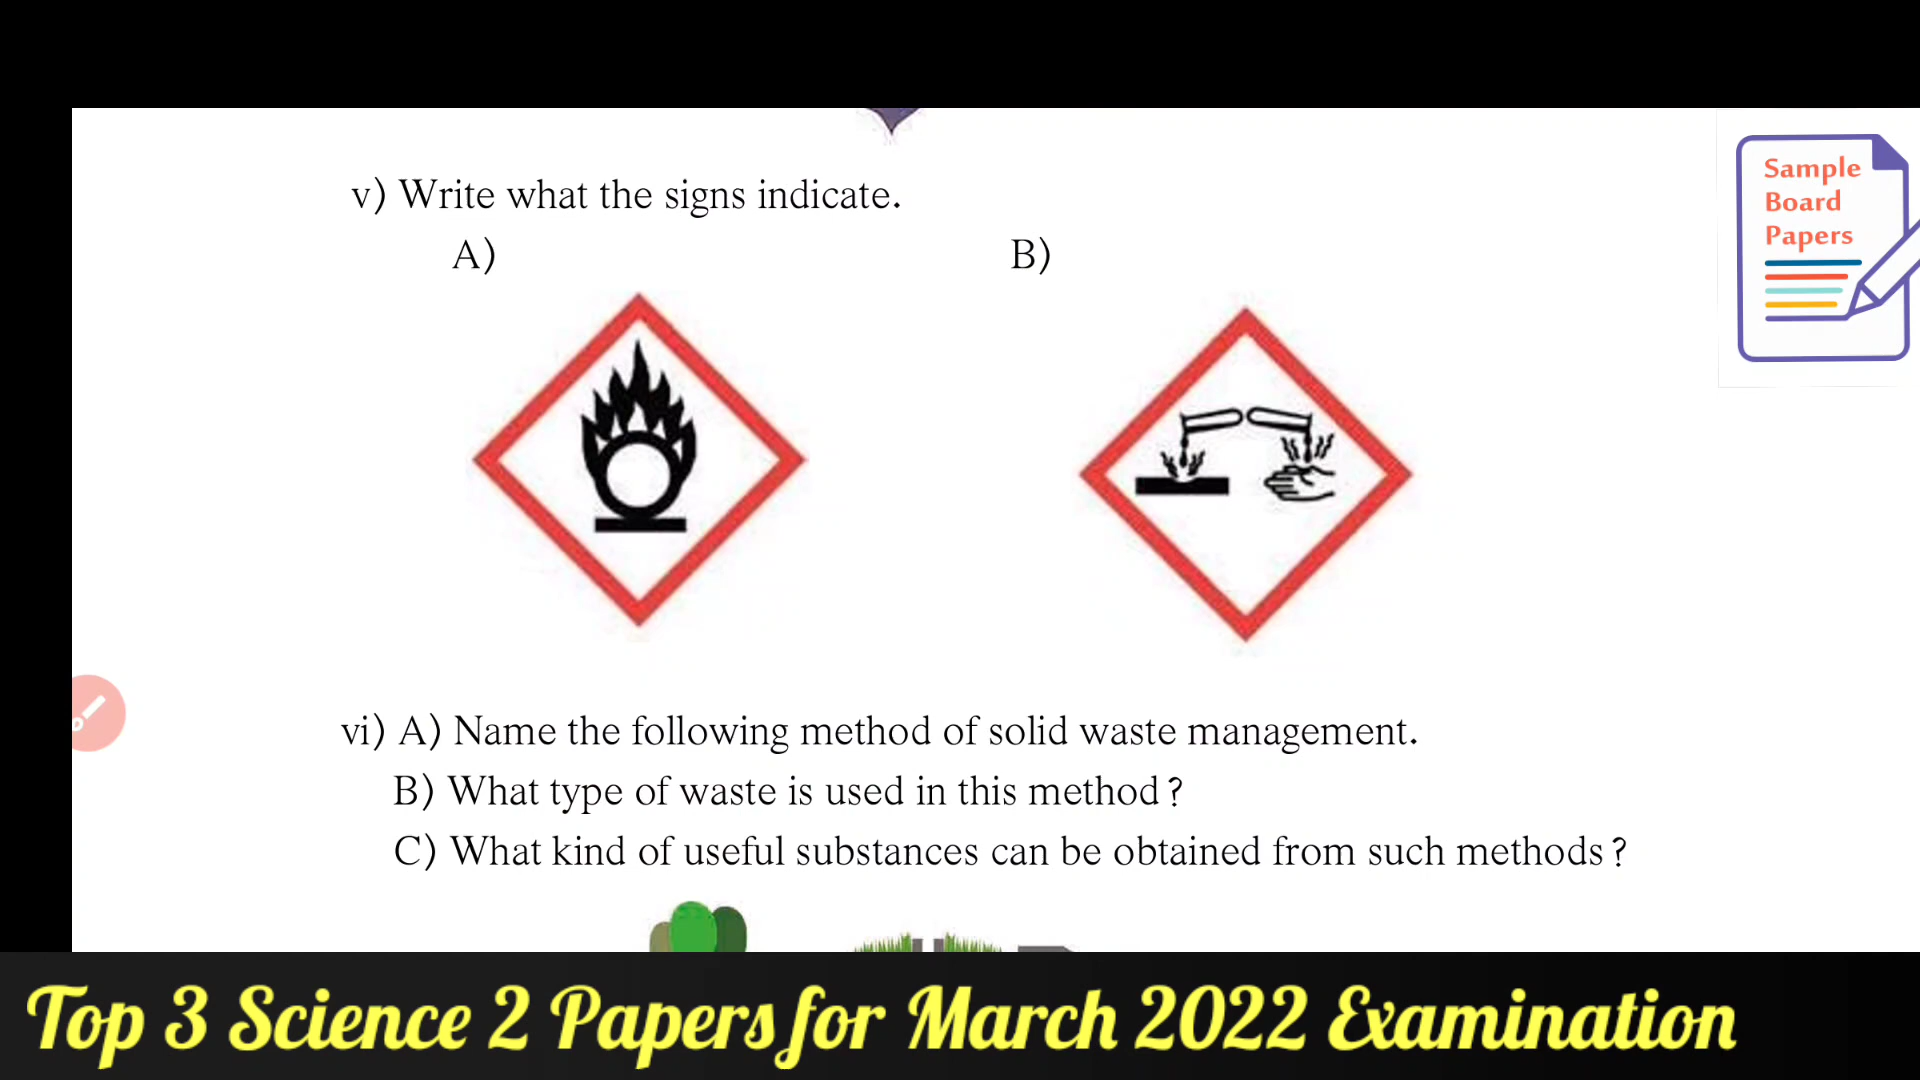 v) Write what the signs indicate.
A) B)
Sample
Board
Papers
vi) A) Name the following method of solid waste management.
B) What type of waste is used in this method?
C) What kind of useful substances can be obtained from such methods?
Top 3 Science 2 Papers for March 2022 Examination